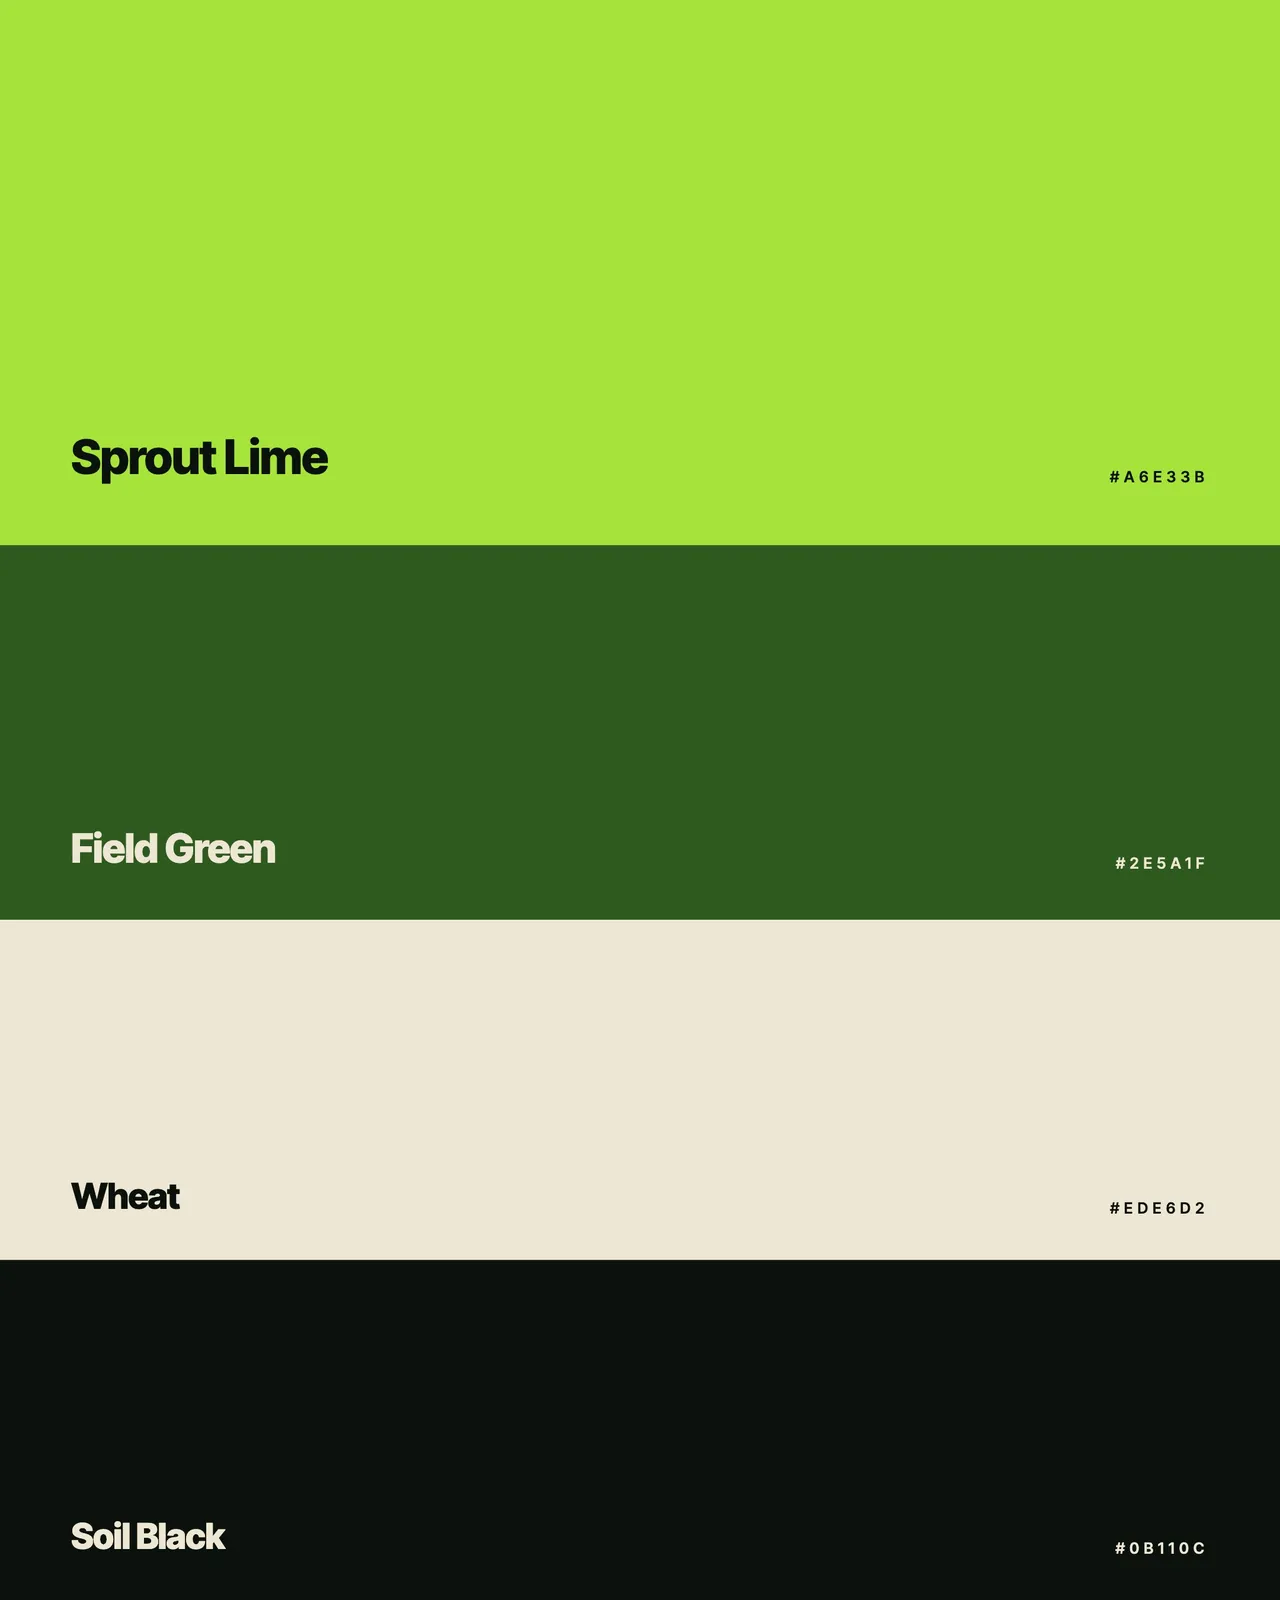 Sprout Lime
#A6E33B
Field Green
#2E5A1F
Wheat
#EDE6D2
Soil Black
#0B110C